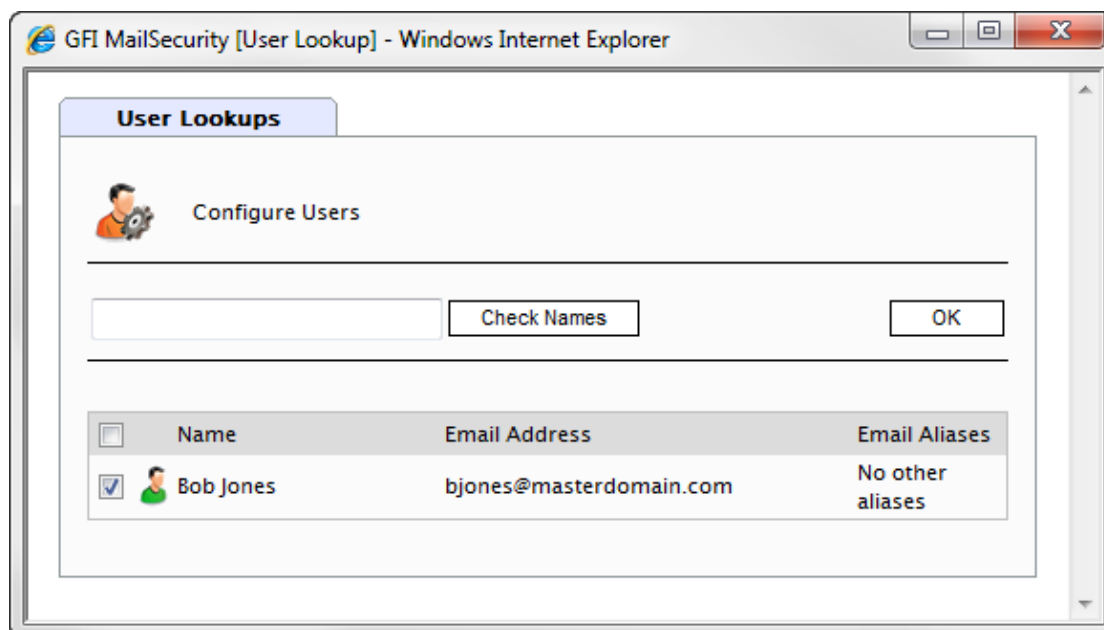 GFI MailSecurity [User Lookup] - Windows Internet Explorer
User Lookups
Configure Users
Check Names
OK
Name Email Address Email Aliases
Bob Jones bjones@masterdomain.com No other
aliases